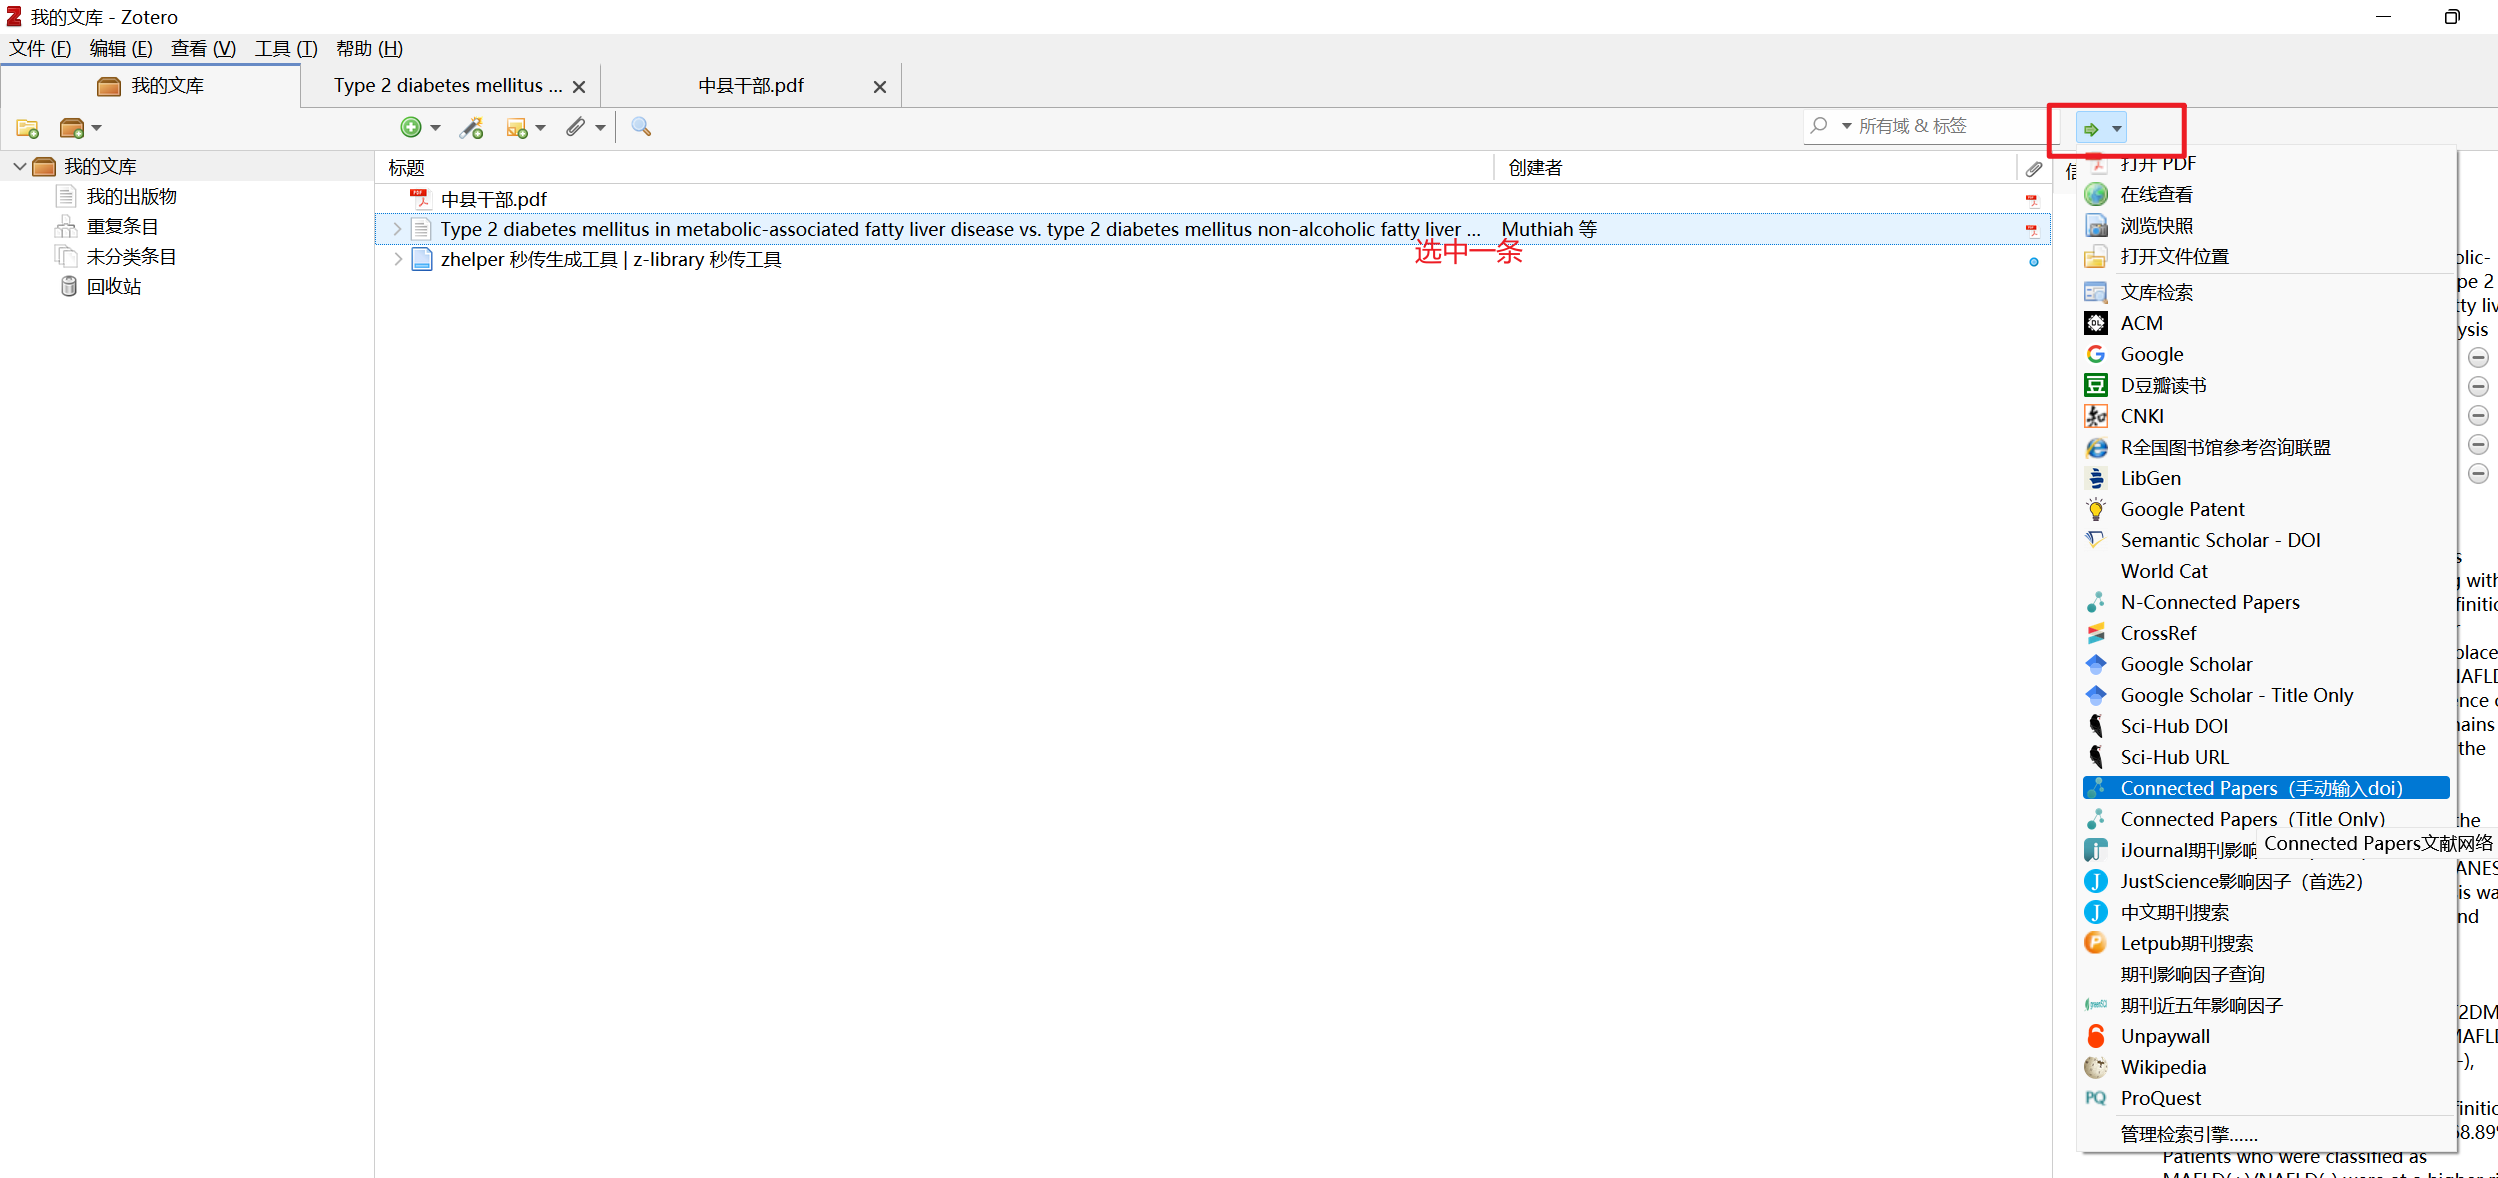 我的文库 - Zotero
文件 (F) 编辑 (E) 查看 (V) 工具 (T) 帮助 (H)
我的文库
Type 2 diabetes mellitus ...
中县干部.pdf
所有域 & 标签
我的文库
我的出版物
重复条目
未分类条目
回收站
标题 创建者
中县干部.pdf
Type 2 diabetes mellitus in metabolic-associated fatty liver disease vs. type 2 diabetes mellitus non-alcoholic fatty liver ... Muthiah 等
选中一条
zhelper 秒传生成工具 | z-library 秒传工具
打开 PDF
在线查看
浏览快照
打开文件位置
文库检索
ACM
Google
D豆瓣读书
CNKI
R全国图书馆参考咨询联盟
LibGen
Google Patent
Semantic Scholar - DOI
World Cat
N-Connected Papers
CrossRef
Google Scholar
Google Scholar - Title Only
Sci-Hub DOI
Sci-Hub URL
Connected Papers（手动输入doi）
Connected Papers（Title Only）
Connected Papers文献网络
iJournal期刊影响
JustScience影响因子（首选2）
中文期刊搜索
Letpub期刊搜索
期刊影响因子查询
期刊近五年影响因子
Unpaywall
Wikipedia
ProQuest
管理检索引擎......
Patients who were classified as